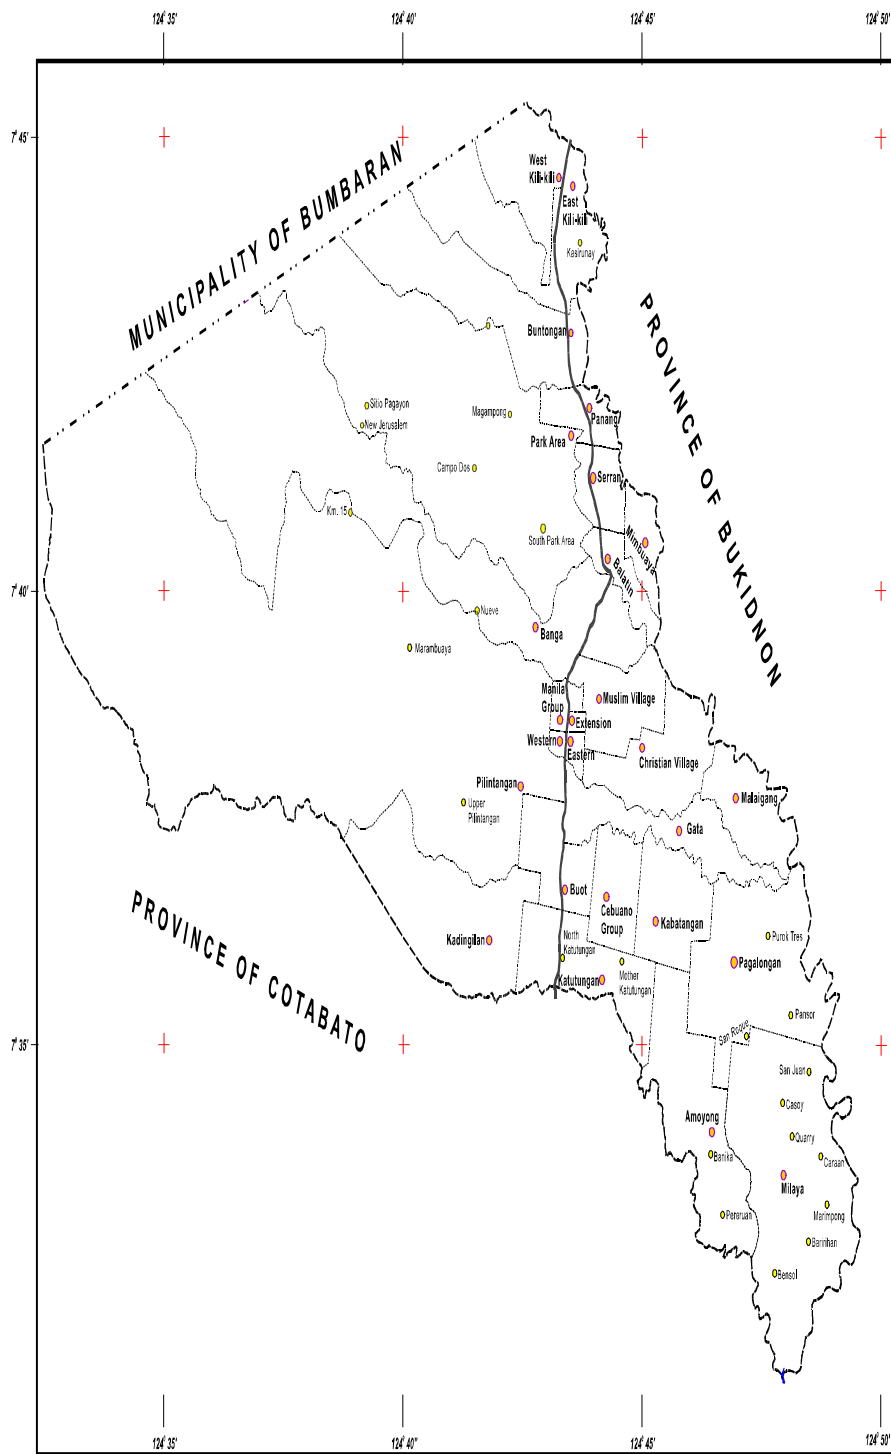 124° 35'
124° 40'
124° 45'
124° 50'
7° 45'
7° 40'
7° 35'
MUNICIPALITY OF BUMBARAN
PROVINCE OF BUKIDNON
PROVINCE OF COTABATO
West
Kili-kili
East
Kili-kili
Kasirunay
Buntongan
Sitio Pagayon
New Jerusalem
Magampong
Panang
Park Area
Campo Dos
Serran
Km. 15
South Park Area
Mimbuaya
Balatin
Nueve
Banga
Marambuaya
Manila
Group
Muslim Village
Extension
Western
Eastern
Christian Village
Pilintangan
Upper
Pilintangan
Malaigang
Gata
Buot
Cebuano
Group
Kabatangan
Kadingilan
North
Katutungan
Purok Tres
Pagalongan
Katutungan
Mother
Katutungan
Pansor
San Roque
San Juan
Casoy
Amoyong
Quarry
Banika
Canaan
Milaya
Marimpong
Pereruan
Barinhan
Bensol
124° 35'
124° 40'
124° 45'
124° 50'